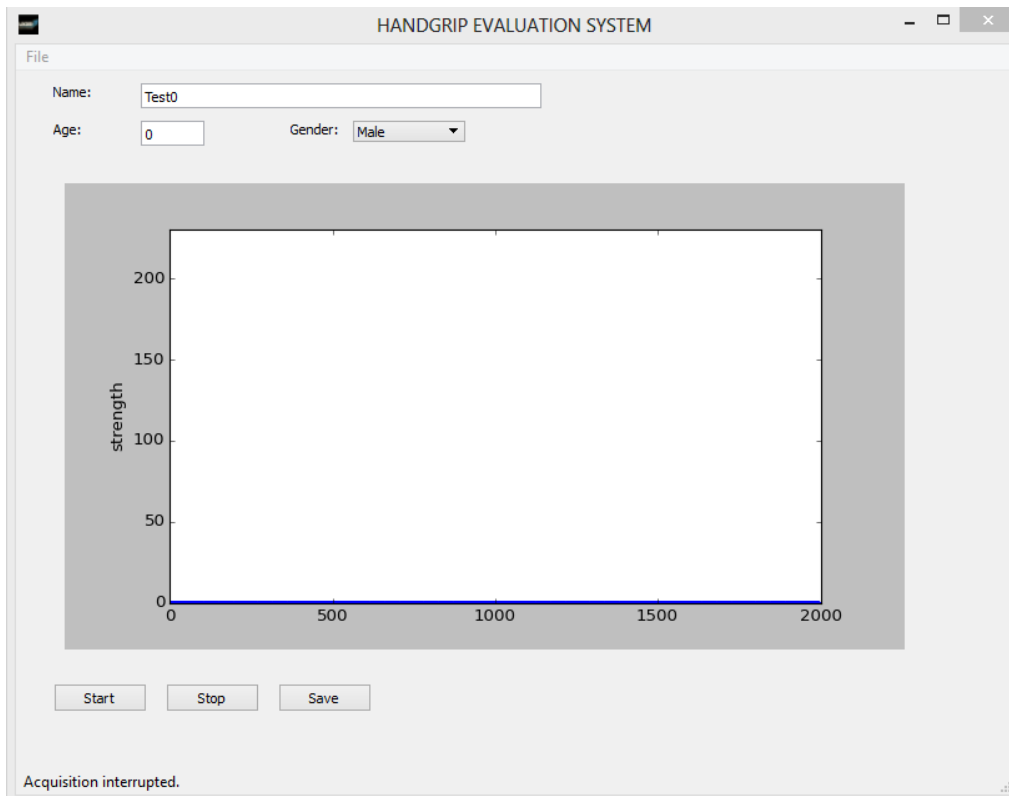 HANDGRIP EVALUATION SYSTEM
File
Name: Test0
Age: 0 Gender: Male
200
150
100
50
0
strength
0 500 1000 1500 2000
Start Stop Save
Acquisition interrupted.